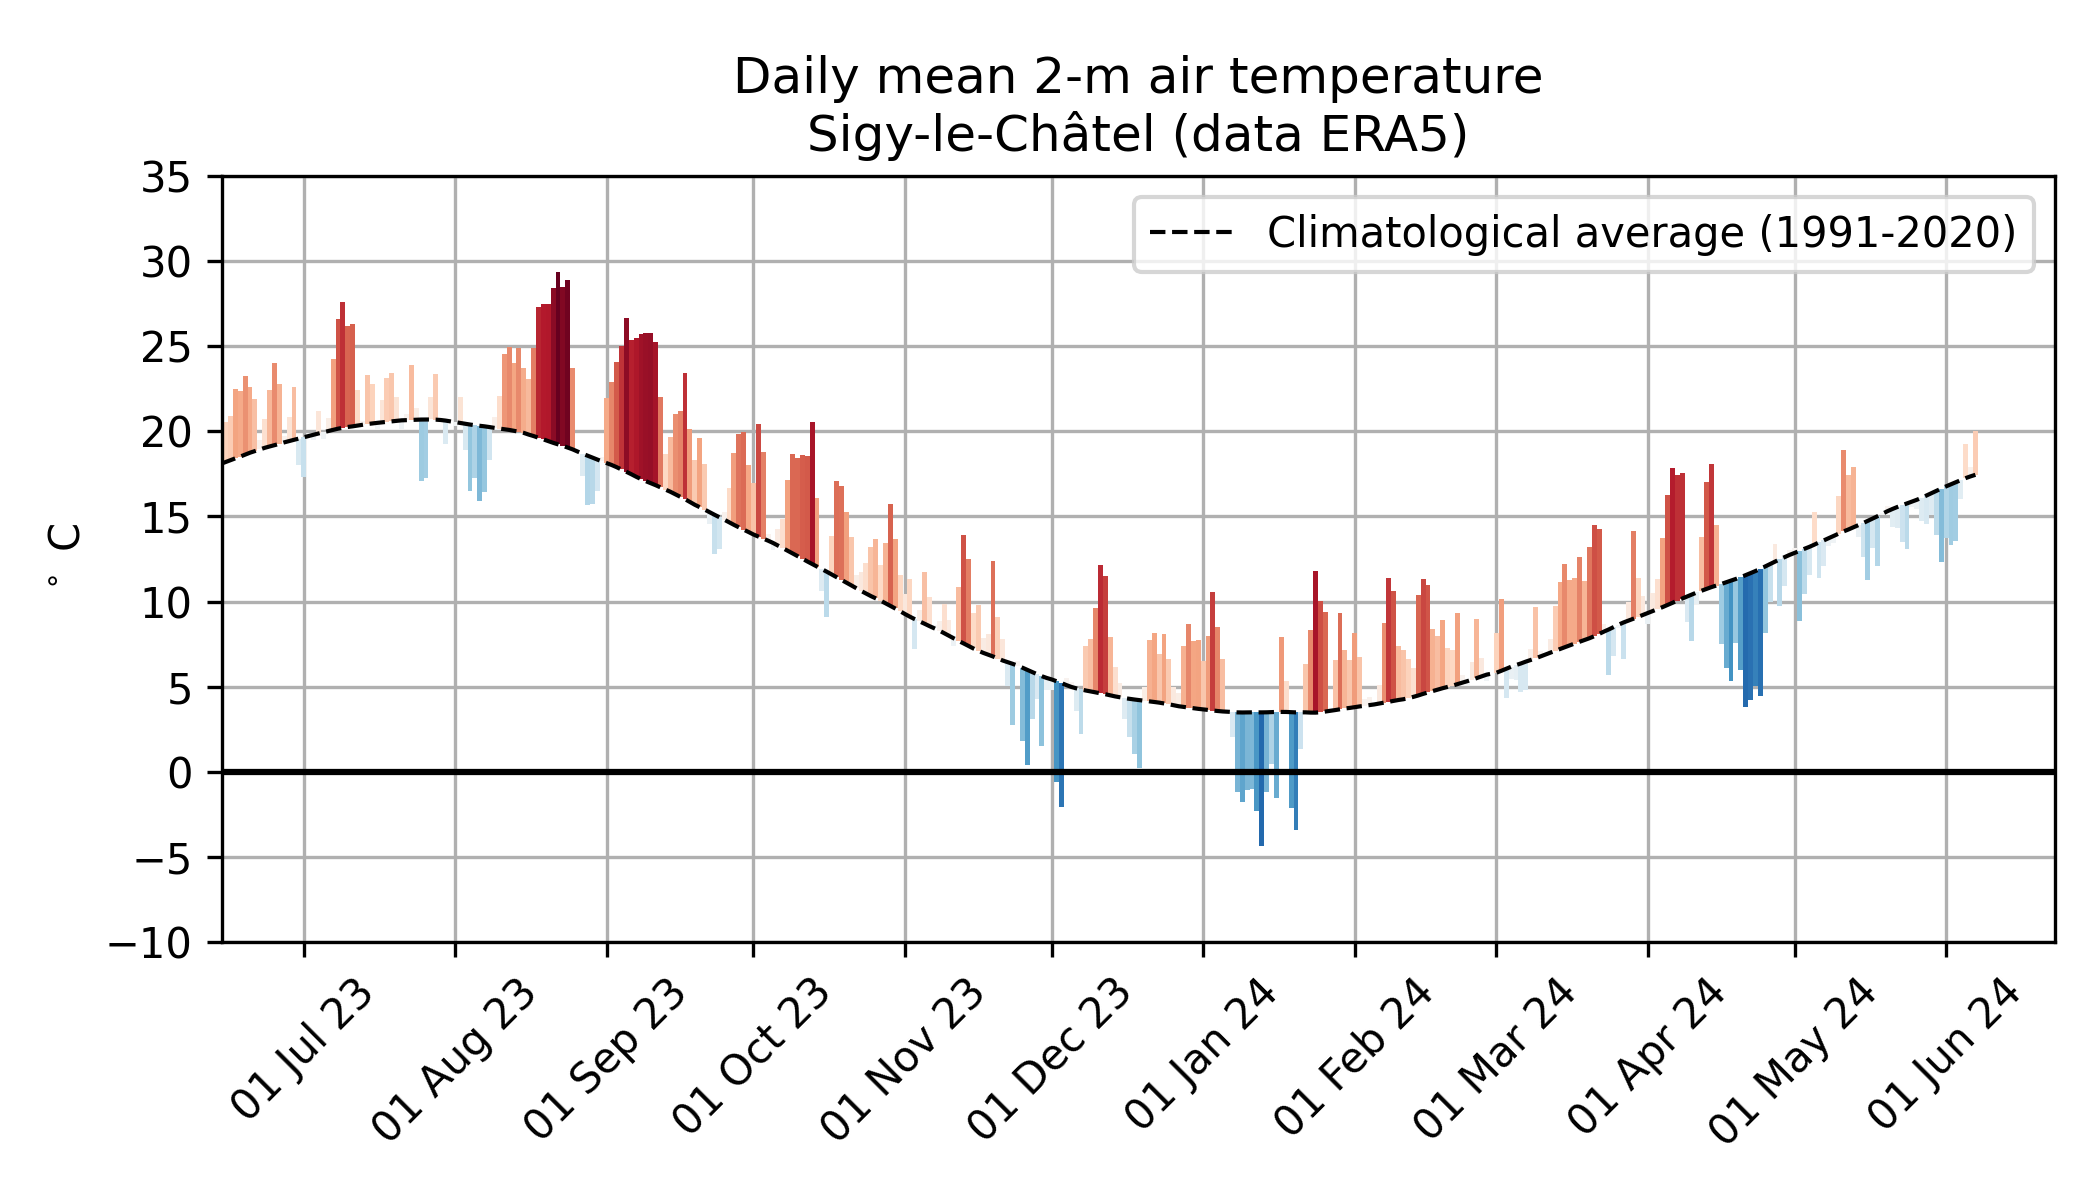 Daily mean 2-m air temperature
Sigy-le-Châtel (data ERA5)
Climatological average (1991-2020)
35
30
25
20
15
10
5
0
−5
−10
° C
01 Jul 23
01 Aug 23
01 Sep 23
01 Oct 23
01 Nov 23
01 Dec 23
01 Jan 24
01 Feb 24
01 Mar 24
01 Apr 24
01 May 24
01 Jun 24